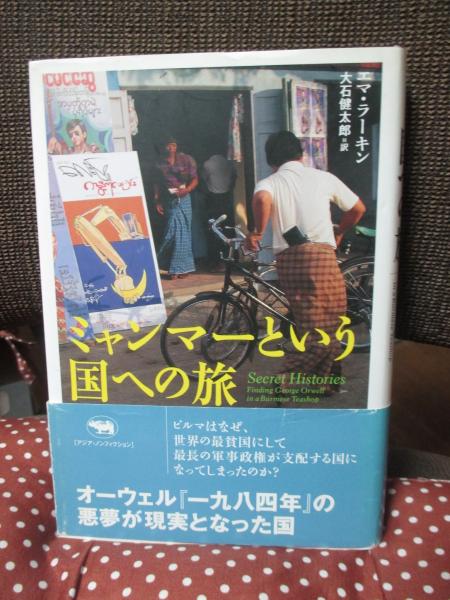 エマ・ラーキン
大石健太郎=訳
ミャンマーという
国への旅
Secret Histories
Finding George Orwell
in a Burmese Teashop
[アジア・ノンフィクション]
ビルマはなぜ、
世界の最貧国にして
最長の軍事政権が支配する国に
なってしまったのか?
オーウェル『一九八四年』の
悪夢が現実となった国